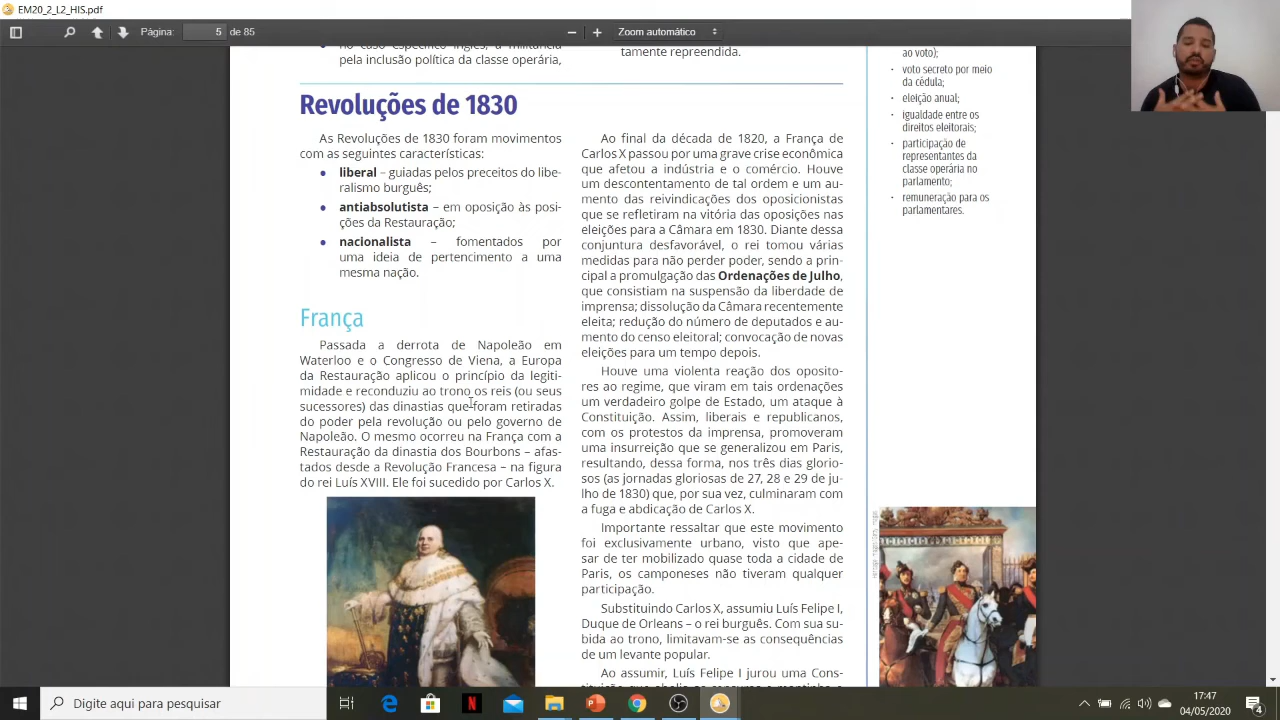 EM20_2_L2_HIS.pdf
Página: 5 de 85
Zoom automático
no caso específico inglês, a militância
pela inclusão política da classe operária,
tamente repreendida.
Revoluções de 1830
As Revoluções de 1830 foram movimentos
com as seguintes características:
• liberal – guiadas pelos preceitos do libe-
ralismo burguês;
• antiabsolutista – em oposição às posi-
ções da Restauração;
• nacionalista – fomentados por
uma ideia de pertencimento a uma
mesma nação.
França
Passada a derrota de Napoleão em
Waterloo e o Congresso de Viena, a Europa
da Restauração aplicou o princípio da legiti-
midade e reconduziu ao trono os reis (ou seus
sucessores) das dinastias que foram retiradas
do poder pela revolução ou pelo governo de
Napoleão. O mesmo ocorreu na França com a
Restauração da dinastia dos Bourbons – afas-
tados desde a Revolução Francesa – na figura
do rei Luís XVIII. Ele foi sucedido por Carlos X.
Ao final da década de 1820, a França de
Carlos X passou por uma grave crise econômica
que afetou a indústria e o comércio. Houve
um descontentamento de tal ordem e um au-
mento das reivindicações dos oposicionistas
que se refletiram na vitória das oposições nas
eleições para a Câmara em 1830. Diante dessa
conjuntura desfavorável, o rei tomou várias
medidas para não perder poder, sendo a prin-
cipal a promulgação das Ordenações de Julho,
que consistiam na suspensão da liberdade de
imprensa; dissolução da Câmara recentemente
eleita; redução do número de deputados e au-
mento do censo eleitoral; convocação de novas
eleições para um tempo depois.
Houve uma violenta reação dos oposito-
res ao regime, que viram em tais ordenações
um verdadeiro golpe de Estado, um ataque à
Constituição. Assim, liberais e republicanos,
com os protestos da imprensa, promoveram
uma insurreição que se generalizou em Paris,
resultando, dessa forma, nos três dias glorio-
sos (as jornadas gloriosas de 27, 28 e 29 de ju-
lho de 1830) que, por sua vez, culminaram com
a fuga e abdicação de Carlos X.
Importante ressaltar que este movimento
foi exclusivamente urbano, visto que ape-
sar de ter mobilizado quase toda a cidade de
Paris, os camponeses não tiveram qualquer
participação.
Substituindo Carlos X, assumiu Luís Felipe I,
Duque de Orleans – o rei burguês. Com sua su-
bida ao trono, limitavam-se as consequências
de um levante popular.
Ao assumir, Luís Felipe I jurou uma Cons-
ao voto);
· voto secreto por meio
da cédula;
· eleição anual;
· igualdade entre os
direitos eleitorais;
· participação de
representantes da
classe operária no
parlamento;
· remuneração para os
parlamentares.
Digite aqui para pesquisar
17:47
04/05/2020
4